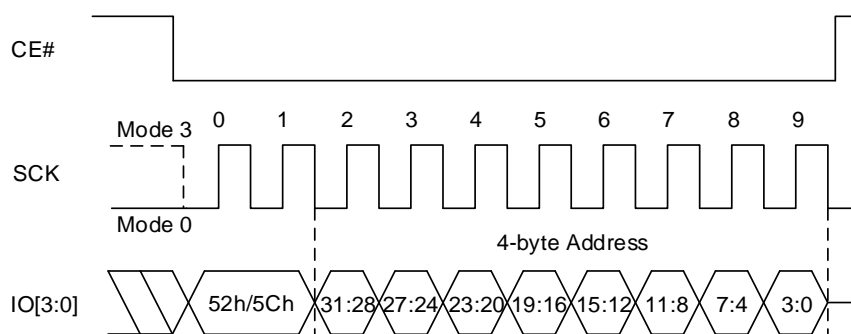 CE#
Mode 3
0 1 2 3 4 5 6 7 8 9
SCK
Mode 0
4-byte Address
IO[3:0]
52h/5Ch 31:28 27:24 23:20 19:16 15:12 11:8 7:4 3:0